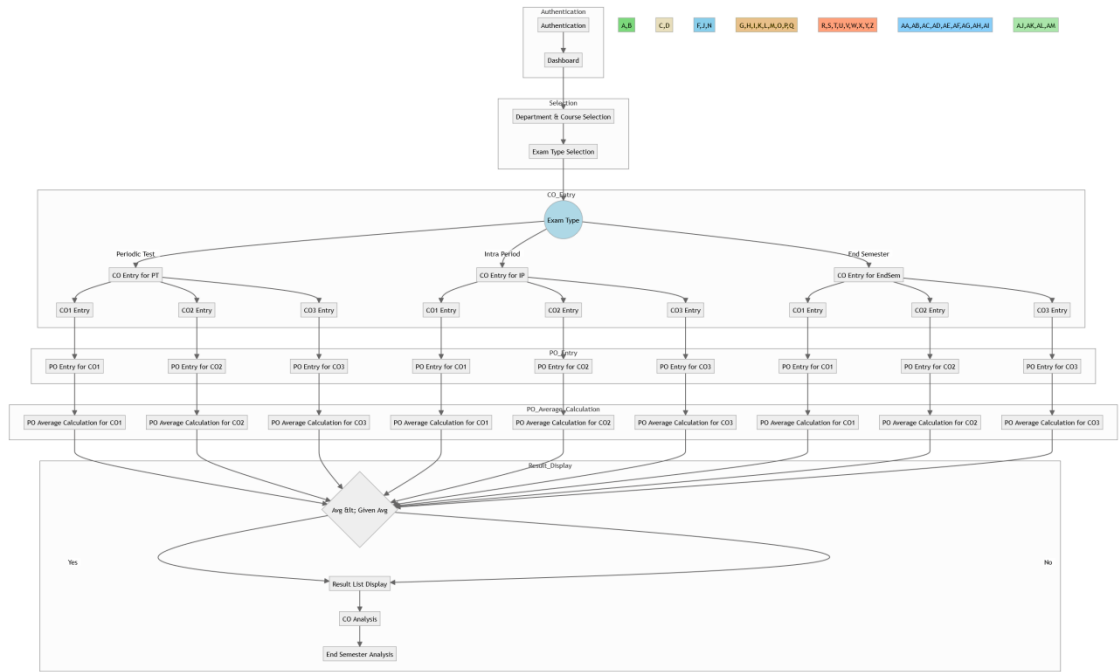 Authentication
Authentication
A,B
C,D
F,J,N
G,H,I,K,L,M,O,P,Q
R,S,T,U,V,W,X,Y,Z
AA,AB,AC,AD,AE,AF,AG,AH,AI
AJ,AK,AL,AM
Dashboard
Selection
Department & Course Selection
Exam Type Selection
CO_Entry
Exam Type
Periodic Test
Intra Period
End Semester
CO Entry for PT
CO Entry for IP
CO Entry for EndSem
CO1 Entry
CO2 Entry
CO3 Entry
CO1 Entry
CO2 Entry
CO3 Entry
CO1 Entry
CO2 Entry
CO3 Entry
PO_Entry
PO Entry for CO1
PO Entry for CO2
PO Entry for CO3
PO Entry for CO1
PO Entry for CO2
PO Entry for CO3
PO Entry for CO1
PO Entry for CO2
PO Entry for CO3
PO_Average_Calculation
PO Average Calculation for CO1
PO Average Calculation for CO2
PO Average Calculation for CO3
PO Average Calculation for CO1
PO Average Calculation for CO2
PO Average Calculation for CO3
PO Average Calculation for CO1
PO Average Calculation for CO2
PO Average Calculation for CO3
Result_Display
Avg &lt; Given Avg
Yes
No
Result List Display
CO Analysis
End Semester Analysis